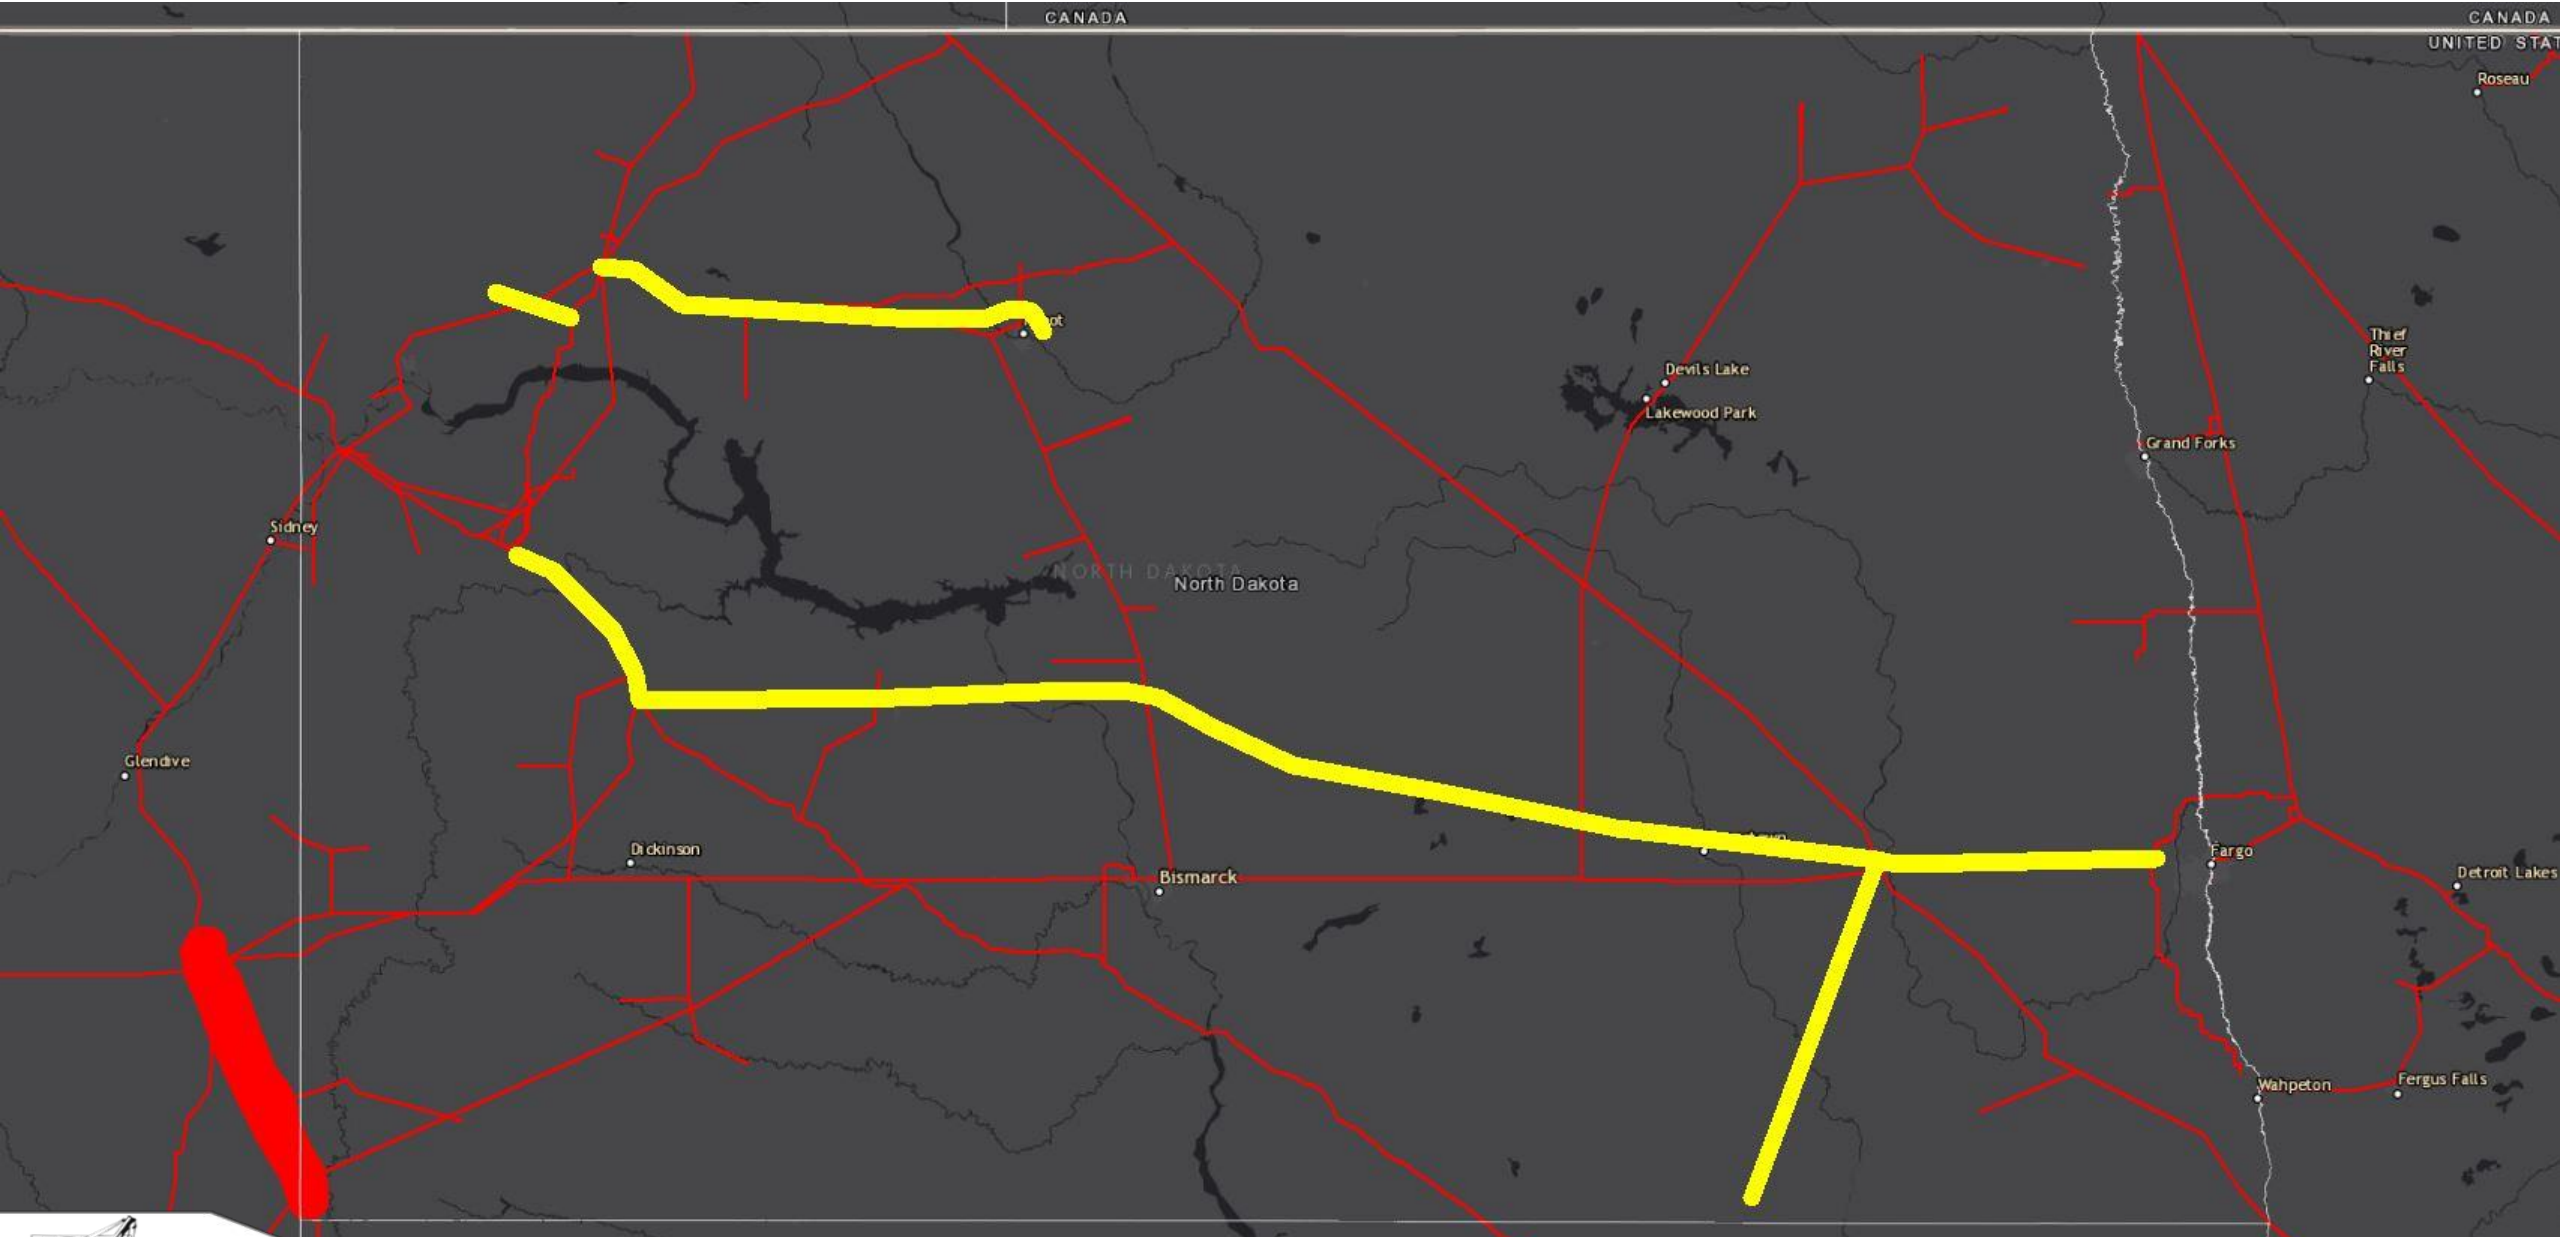 CANADA
CANADA
UNITED STAT
Roseau
Thief
River
Falls
Devils Lake
Lakewood Park
Grand Forks
Sidney
NORTH DAKOTA
North Dakota
Glendive
Dickinson
Bismarck
Fargo
Detroit Lakes
Wahpeton
Fergus Falls